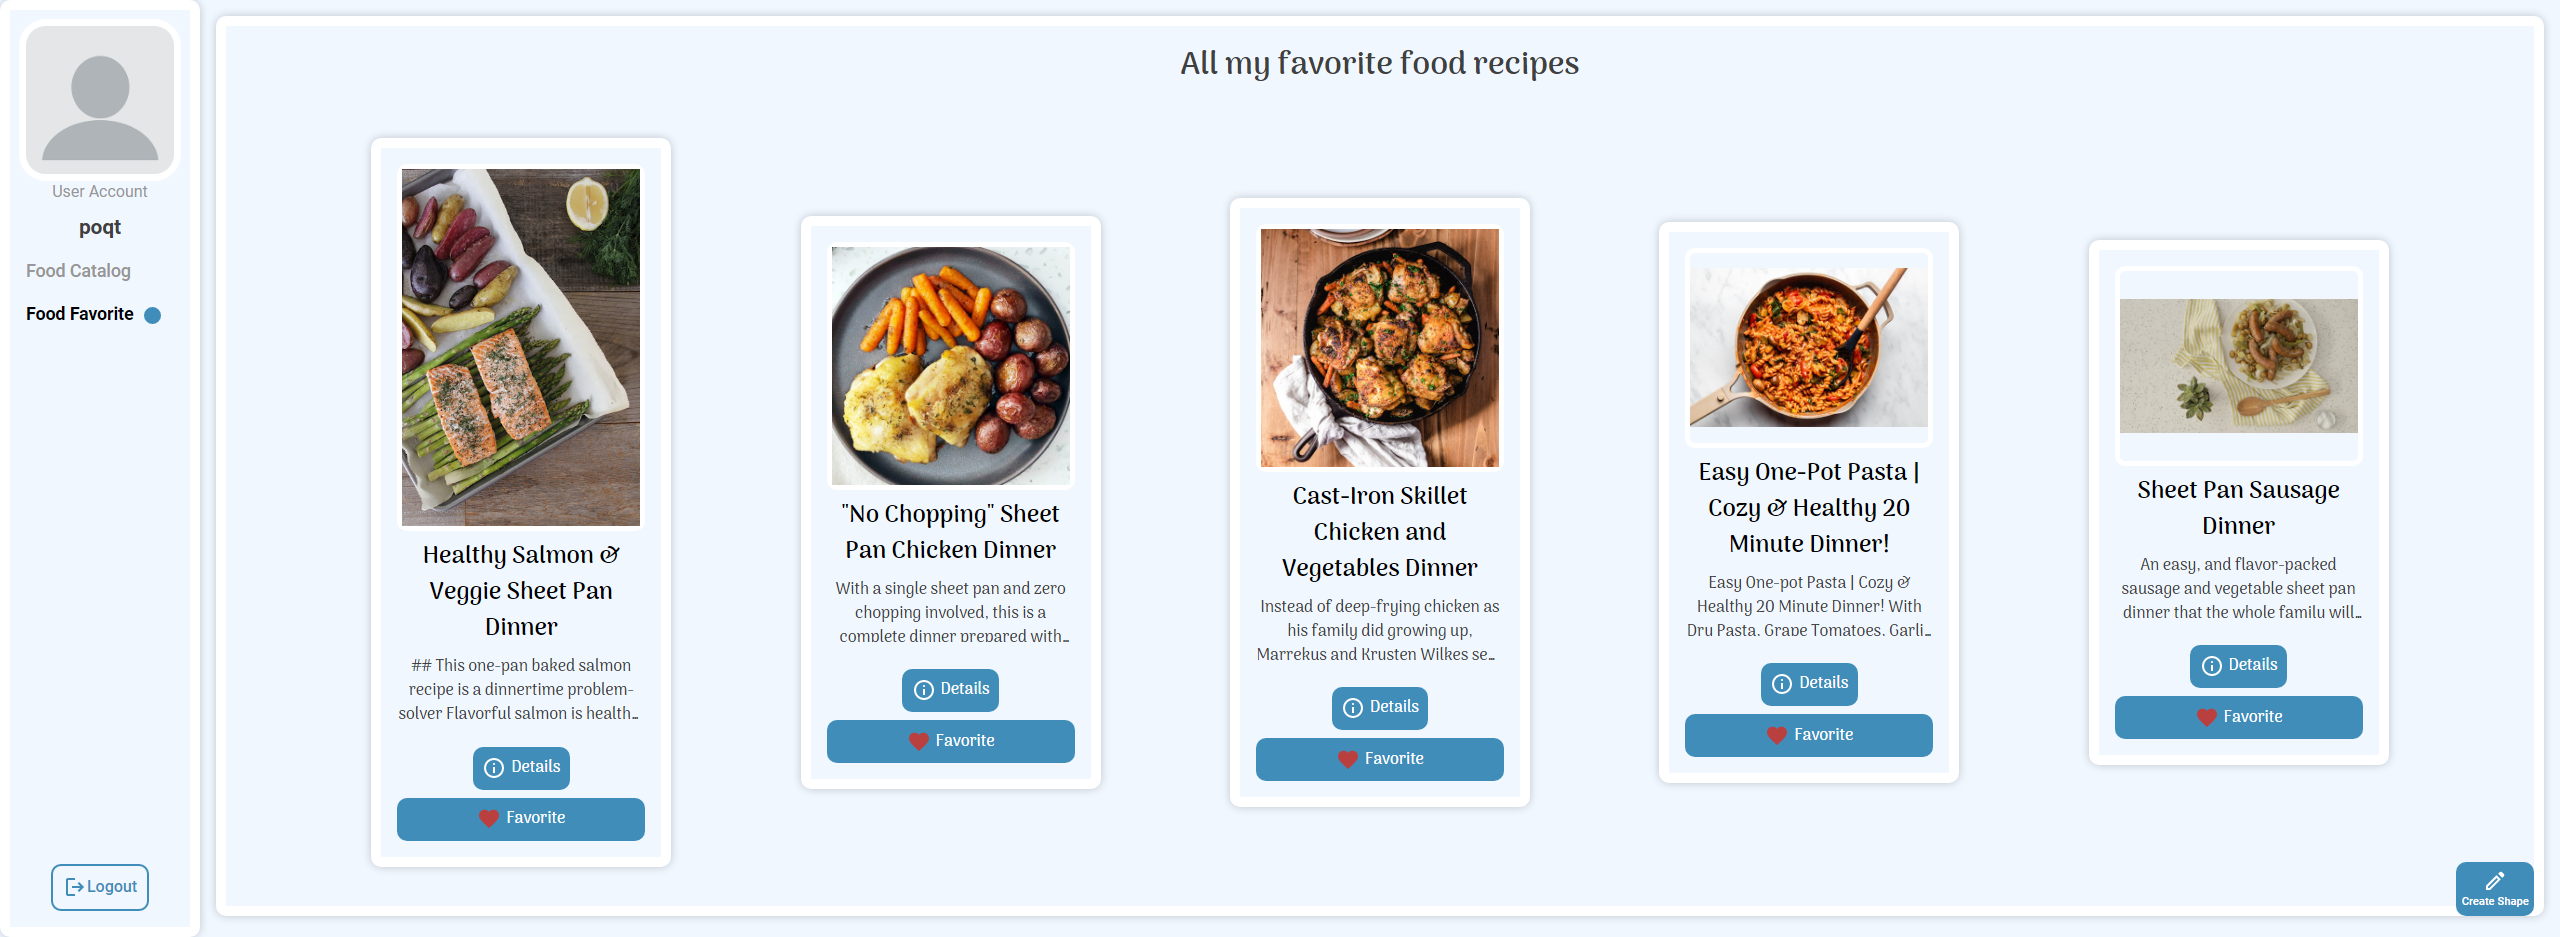 User Account
poqt
Food Catalog
Food Favorite
Logout
All my favorite food recipes
Healthy Salmon &
Veggie Sheet Pan
Dinner
## This one-pan baked salmon
recipe is a dinnertime problem-
solver Flavorful salmon is health...
Details
Favorite
"No Chopping" Sheet
Pan Chicken Dinner
With a single sheet pan and zero
chopping involved, this is a
complete dinner prepared with...
Details
Favorite
Cast-Iron Skillet
Chicken and
Vegetables Dinner
Instead of deep-frying chicken as
his family did growing up,
Marrekus and Krysten Wilkes se...
Details
Favorite
Easy One-Pot Pasta |
Cozy & Healthy 20
Minute Dinner!
Easy One-pot Pasta | Cozy &
Healthy 20 Minute Dinner! With
Dry Pasta, Grape Tomatoes, Garli...
Details
Favorite
Sheet Pan Sausage
Dinner
An easy, and flavor-packed
sausage and vegetable sheet pan
dinner that the whole family will...
Details
Favorite
Create Shape